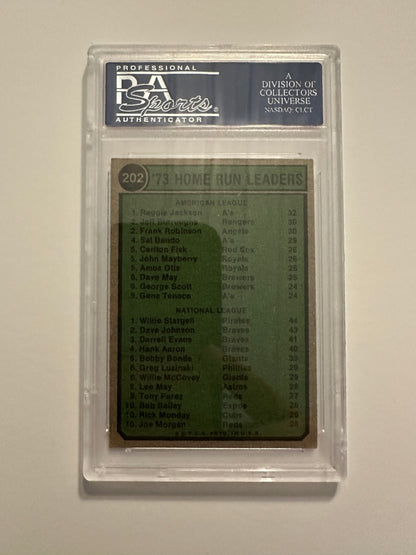 PROFESSIONAL
PSA
Sports®
AUTHENTICATOR
A
DIVISION OF
COLLECTORS
UNIVERSE
NASDAQ: CLCT
202 '73 HOME RUN LEADERS
AMERICAN LEAGUE
1. Reggie Jackson A's 32
2. Jeff Burroughs Rangers 30
2. Frank Robinson Angels 30
4. Sal Bando A's 29
5. Carlton Fisk Red Sox 26
5. John Mayberry Royals 26
5. Amos Otis Royals 26
8. Dave May Brewers 25
9. George Scott Brewers 24
9. Gene Tenace A's 24
NATIONAL LEAGUE
1. Willie Stargell Pirates 44
2. Dave Johnson Braves 43
3. Darrell Evans Braves 41
4. Hank Aaron Braves 40
5. Bobby Bonds Giants 39
6. Greg Luzinski Phillies 29
6. Willie McCovey Giants 29
8. Lee May Astros 28
9. Tony Perez Reds 27
10. Bob Bailey Expos 26
10. Rick Monday Cubs 26
10. Joe Morgan Reds 26